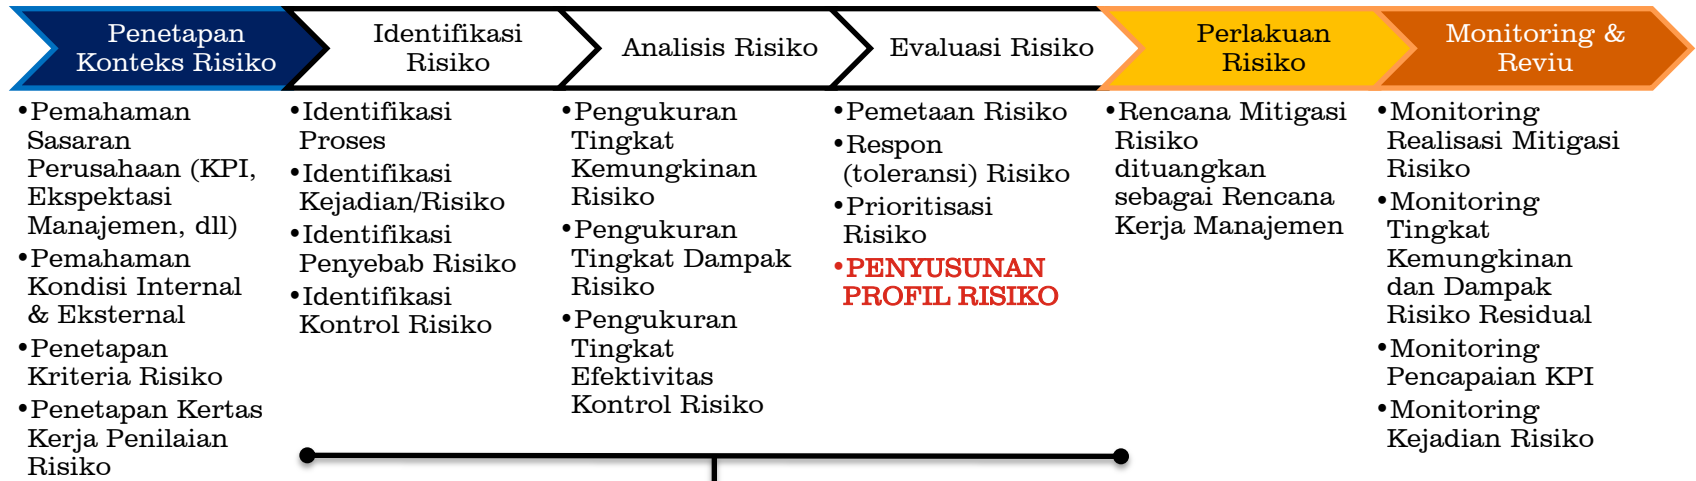 Penetapan
Konteks Risiko
Identifikasi
Risiko
Analisis Risiko
Evaluasi Risiko
Perlakuan
Risiko
Monitoring &
Reviu
•Pemahaman
Sasaran
Perusahaan (KPI,
Ekspektasi
Manajemen, dll)
•Pemahaman
Kondisi Internal
& Eksternal
•Penetapan
Kriteria Risiko
•Penetapan Kertas
Kerja Penilaian
Risiko
•Identifikasi
Proses
•Identifikasi
Kejadian/Risiko
•Identifikasi
Penyebab Risiko
•Identifikasi
Kontrol Risiko
•Pengukuran
Tingkat
Kemungkinan
Risiko
•Pengukuran
Tingkat Dampak
Risiko
•Pengukuran
Tingkat
Efektivitas
Kontrol Risiko
•Pemetaan Risiko
•Respon
(toleransi) Risiko
•Prioritisasi
Risiko
•PENYUSUNAN
PROFIL RISIKO
•Rencana Mitigasi
Risiko
dituangkan
sebagai Rencana
Kerja Manajemen
•Monitoring
Realisasi Mitigasi
Risiko
•Monitoring
Tingkat
Kemungkinan
dan Dampak
Risiko Residual
•Monitoring
Pencapaian KPI
•Monitoring
Kejadian Risiko